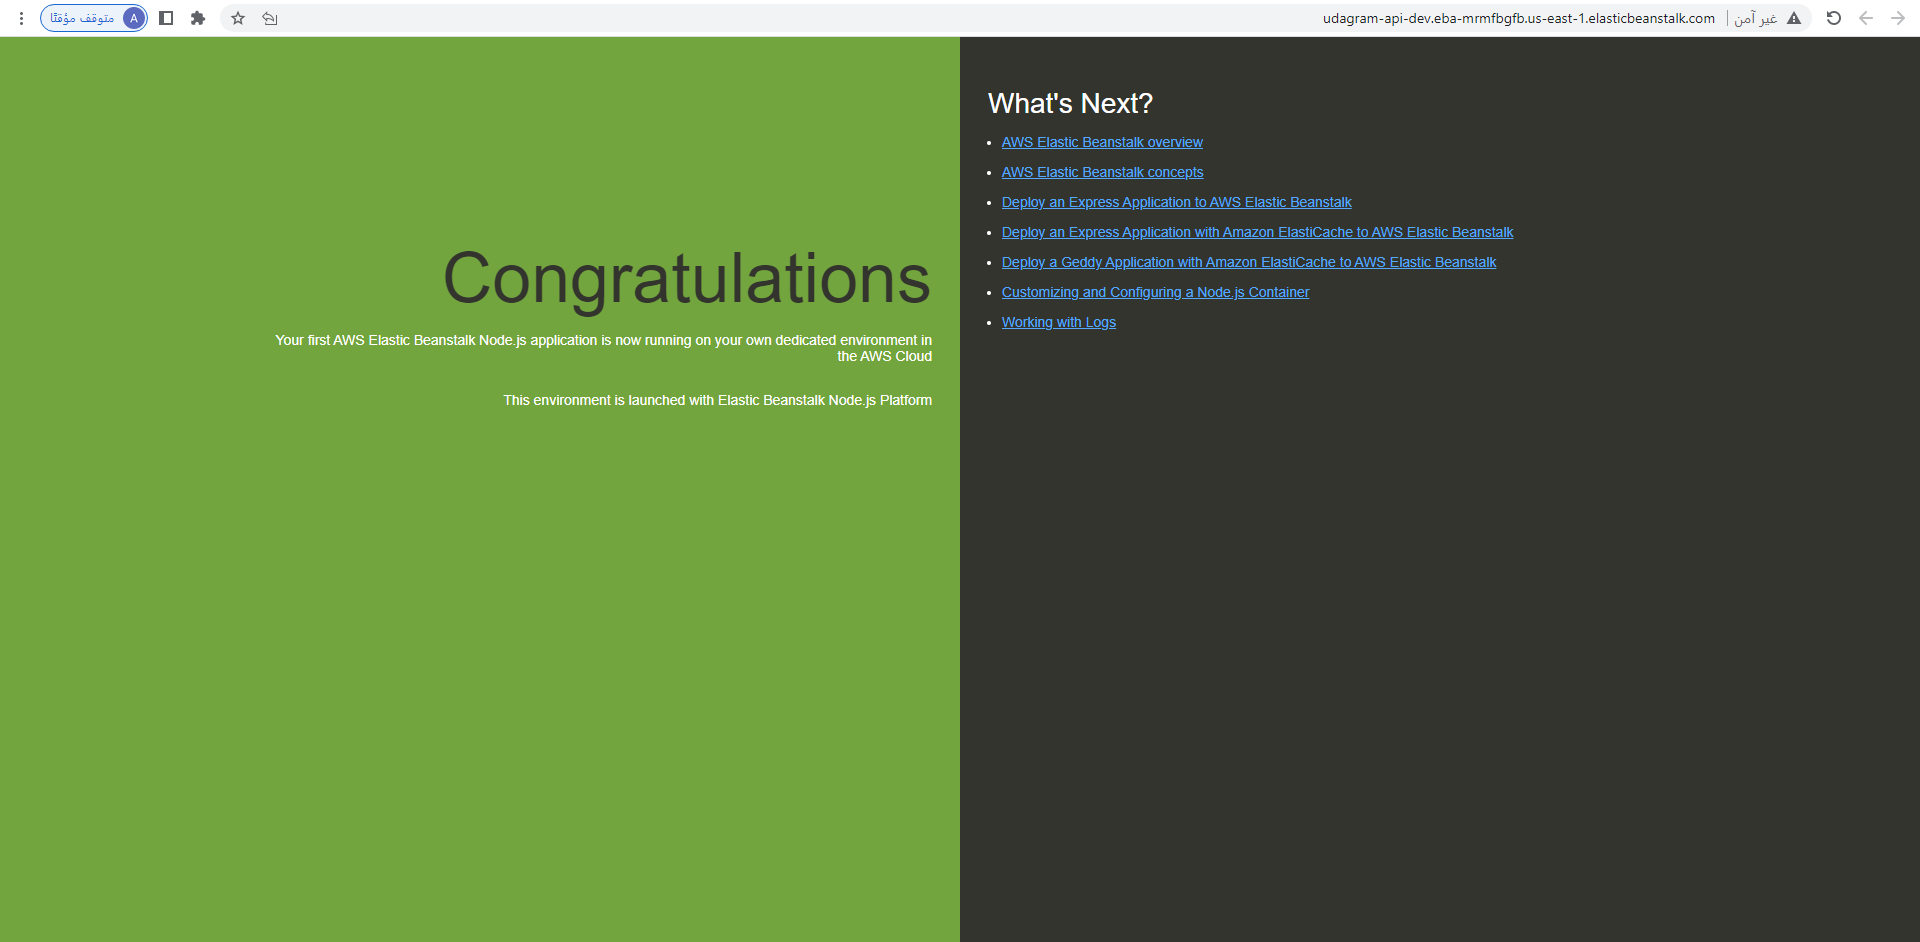 متوقف مؤقتًا
A
udagram-api-dev.eba-mrmfbgfb.us-east-1.elasticbeanstalk.com
غير آمن
Congratulations
Your first AWS Elastic Beanstalk Node.js application is now running on your own dedicated environment in
the AWS Cloud
This environment is launched with Elastic Beanstalk Node.js Platform
What's Next?
AWS Elastic Beanstalk overview
AWS Elastic Beanstalk concepts
Deploy an Express Application to AWS Elastic Beanstalk
Deploy an Express Application with Amazon ElastiCache to AWS Elastic Beanstalk
Deploy a Geddy Application with Amazon ElastiCache to AWS Elastic Beanstalk
Customizing and Configuring a Node.js Container
Working with Logs